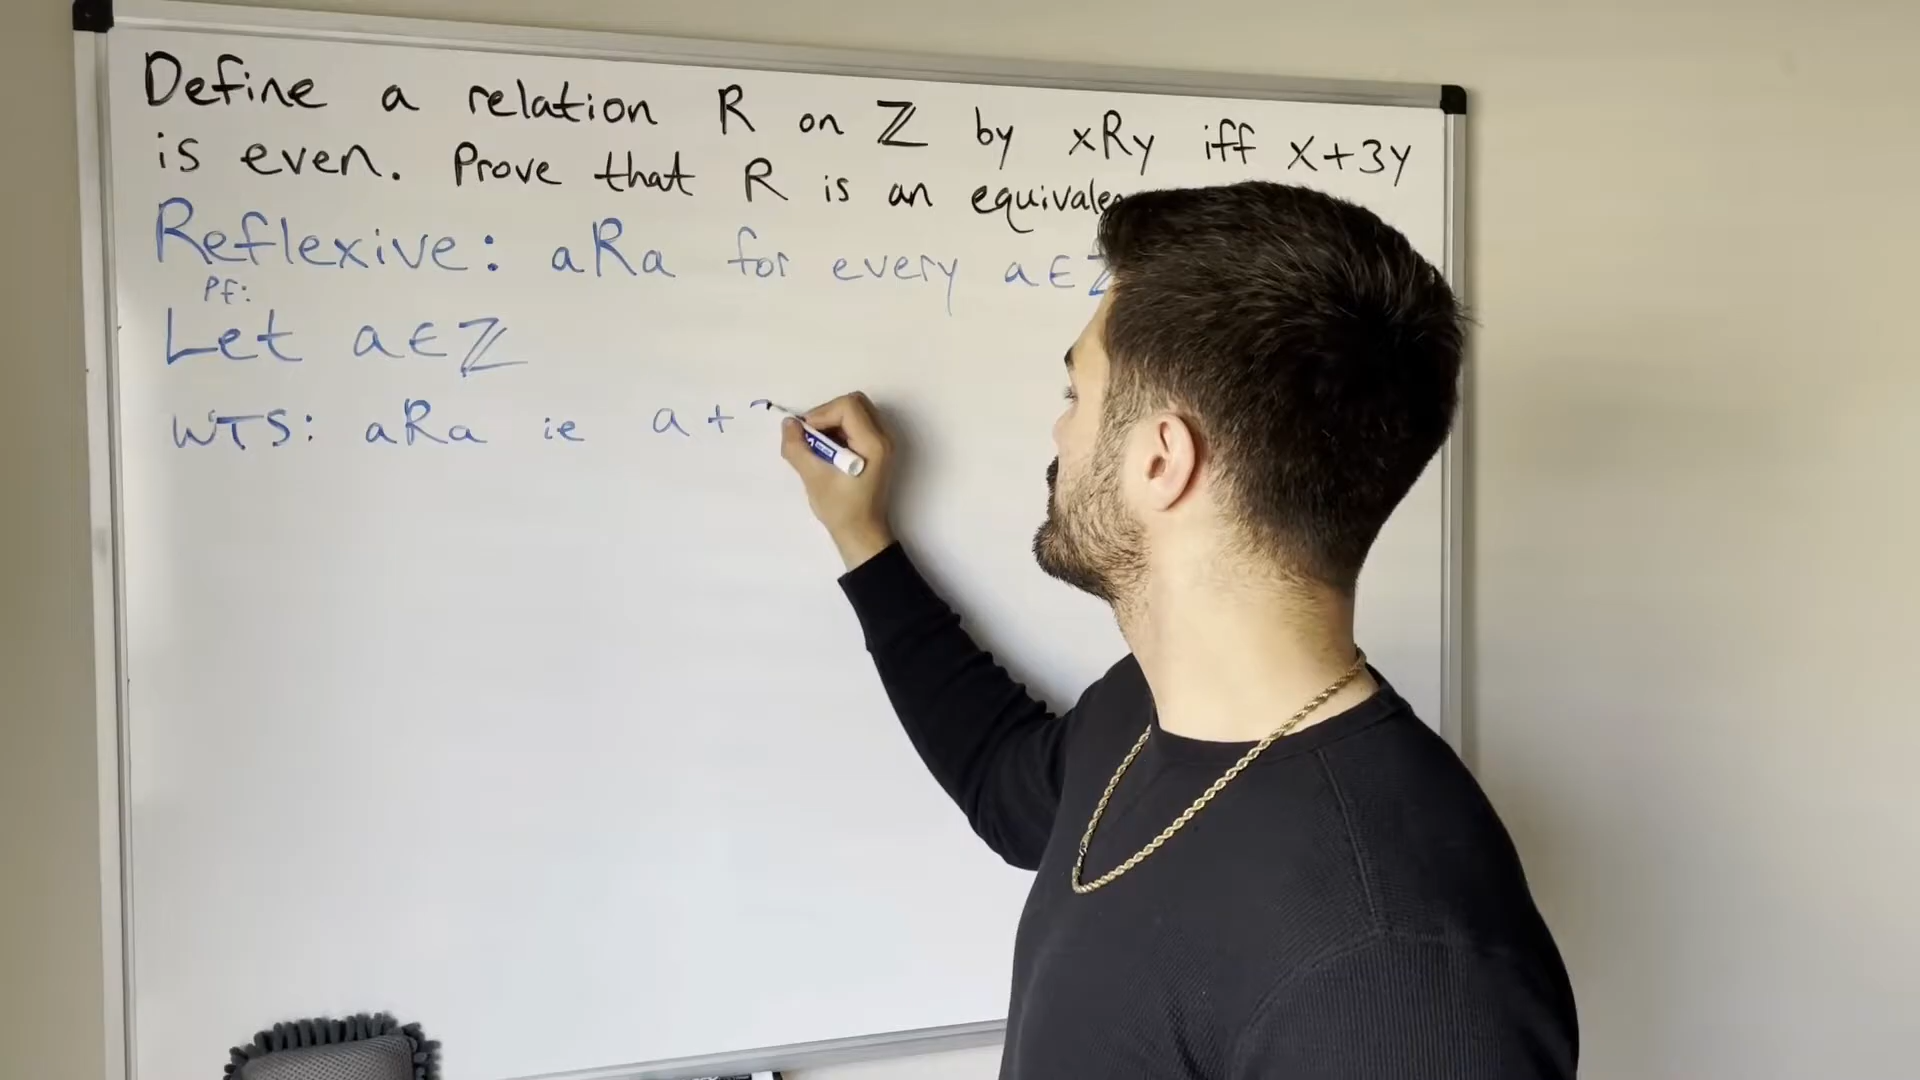 Define a relation R on ℤ by xRy iff x+3y
is even. Prove that R is an
Reflexive: aRa for every a∈ℤ
Pf:
Let a∈ℤ
WTS: aRa ie a+